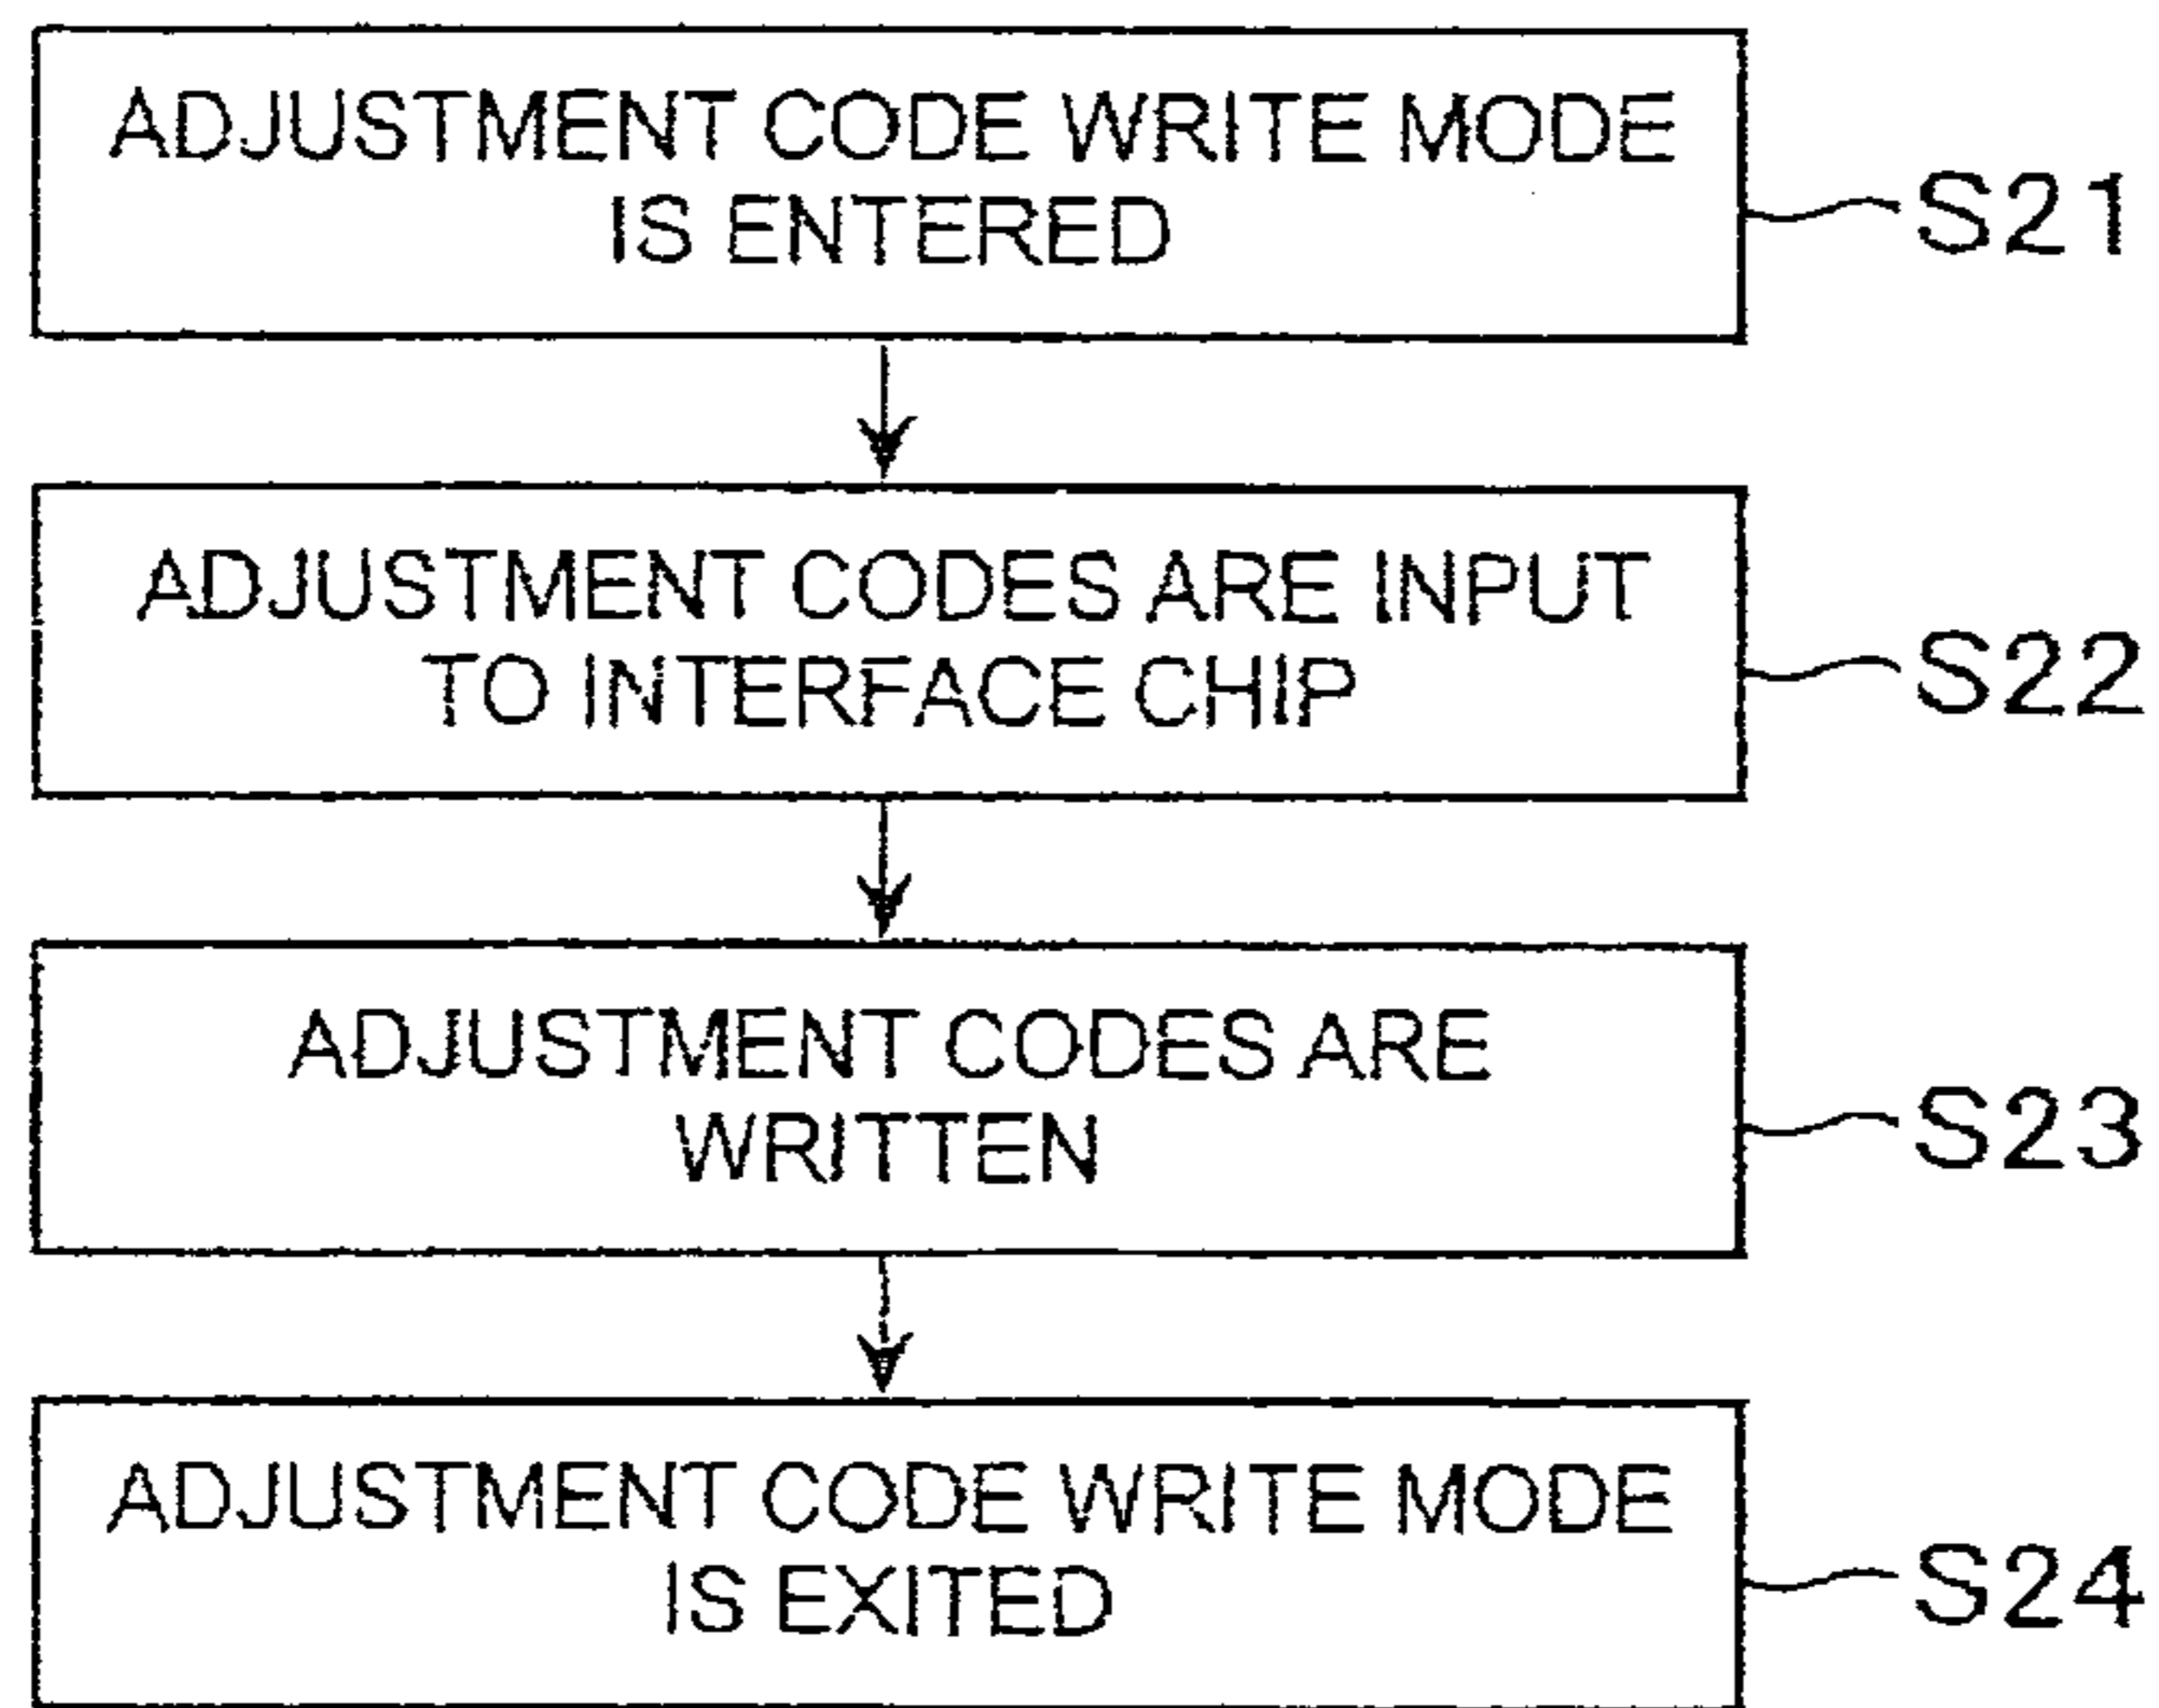 ADJUSTMENT CODE WRITE MODE
IS ENTERED
S21
ADJUSTMENT CODES ARE INPUT
TO INTERFACE CHIP
S22
ADJUSTMENT CODES ARE
WRITTEN
S23
ADJUSTMENT CODE WRITE MODE
IS EXITED
S24